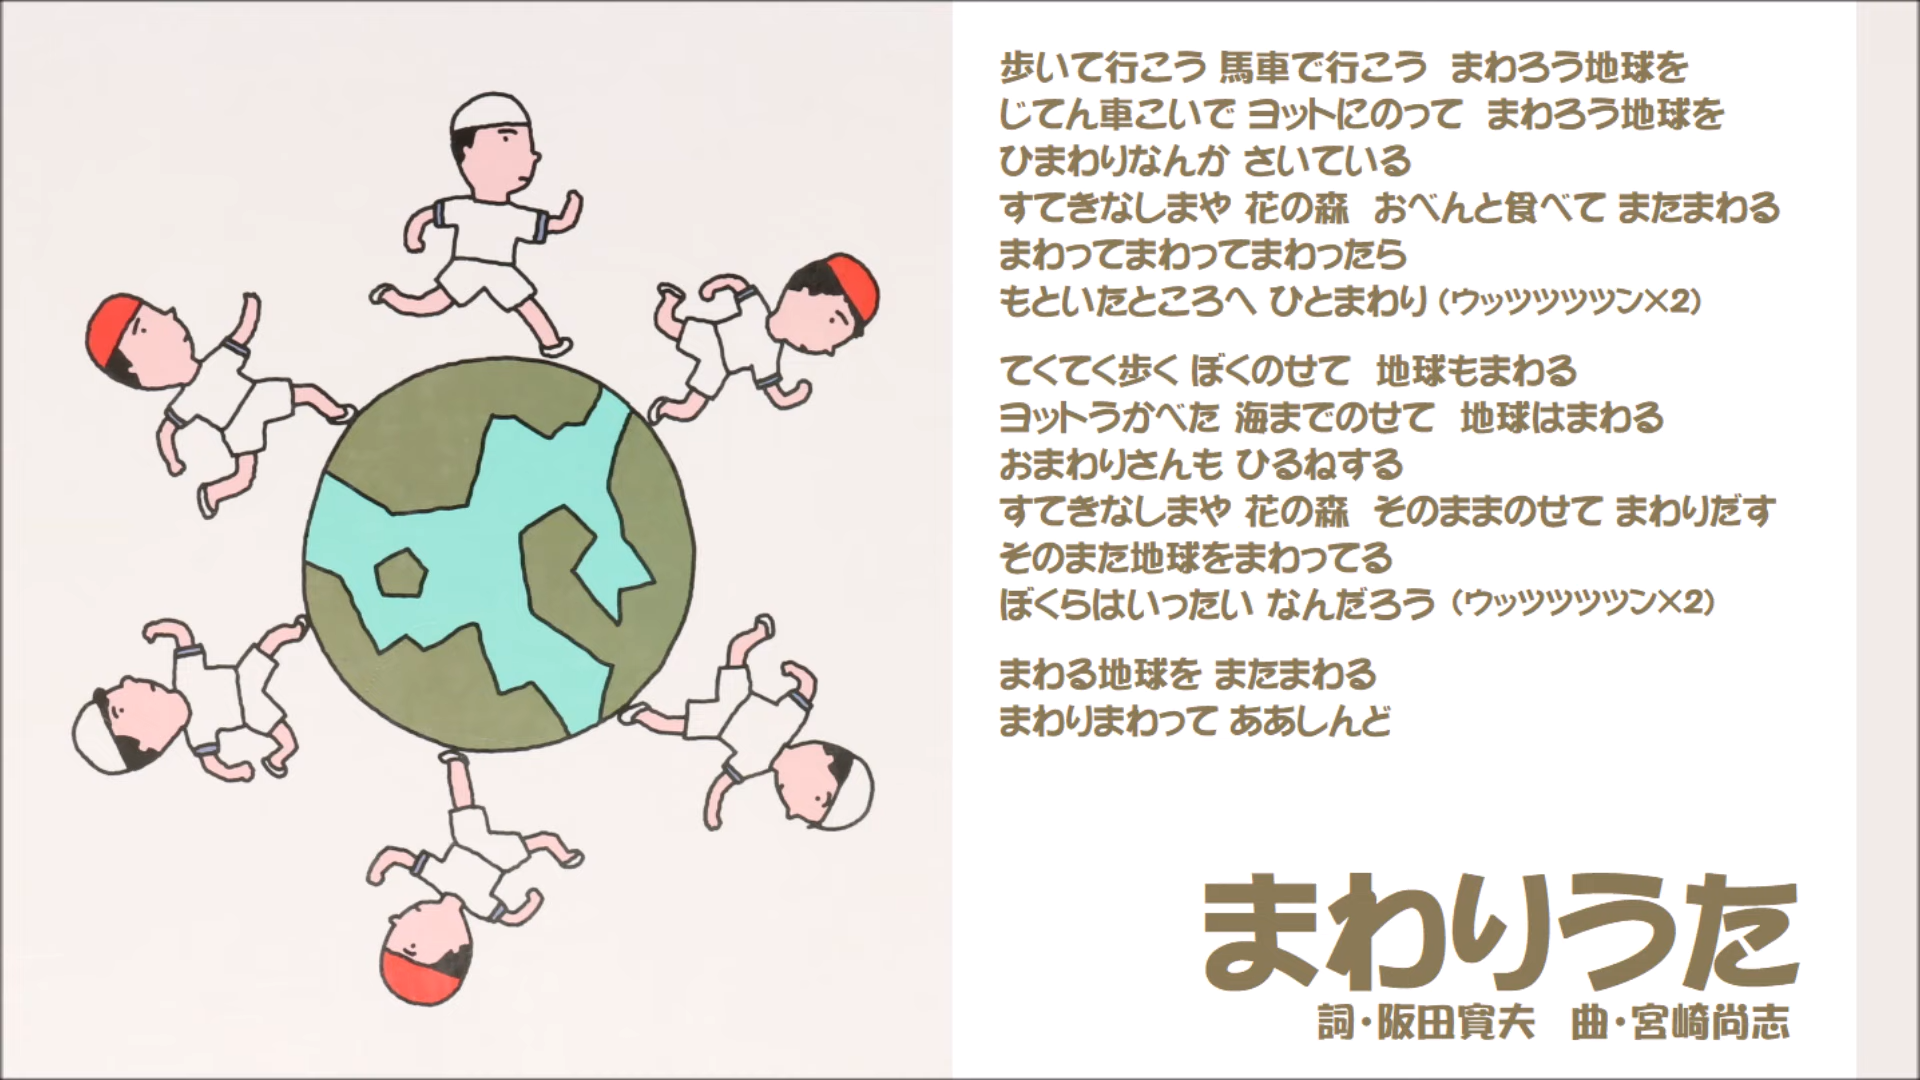 歩いて行こう 馬車で行こう　まわろう地球を
じてん車こいで ヨットにのって　まわろう地球を
ひまわりなんか さいている
すてきなしまや 花の森　おべんと食べて またまわる
まわってまわってまわったら
もといたところへ ひとまわり（ウッツツツツン×2）
てくてく歩く ぼくのせて　地球もまわる
ヨットうかべた 海までのせて　地球はまわる
おまわりさんも ひるねする
すてきなしまや 花の森　そのままのせて まわりだす
そのまた地球をまわってる
ぼくらはいったい なんだろう（ウッツツツツン×2）
まわる地球を またまわる
まわりまわって ああしんど
まわりうた
詞・阪田寛夫　曲・宮崎尚志